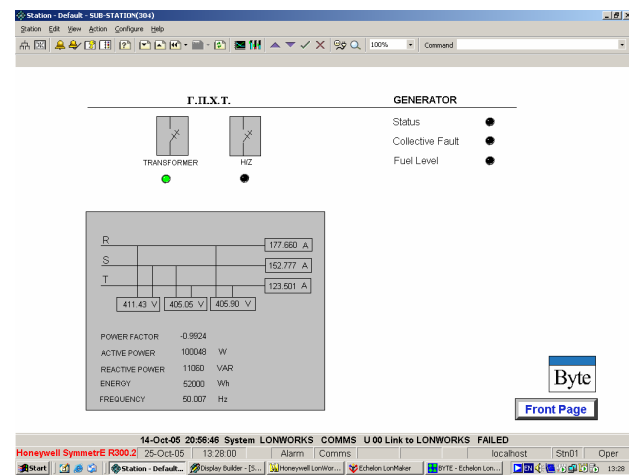 Station - Default - SUB-STATION(304)
Station Edit View Action Configure Help
100% Command
Γ.Π.Χ.Τ. GENERATOR
Status
Collective Fault
Fuel Level
TRANSFORMER H/Z
R
177.660 A
S
152.777 A
T
123.501 A
411.43 V 405.05 V 405.90 V
POWER FACTOR -0.9924
ACTIVE POWER 100048 W
REACTIVE POWER 11060 VAR
ENERGY 52000 Wh
FREQUENCY 50.007 Hz
Byte
Front Page
14-Oct-05 20:56:46 System LONWORKS COMMS U 00 Link to LONWORKS FAILED
Honeywell SymmetrE R300.2 25-Oct-05 13:28:00 Alarm Comms localhost Stn01 Oper
Start Station - Default... Display Builder - [S... Honeywell LonWor... Echelon LonMaker BYTE - Echelon Lon... EN 13:28